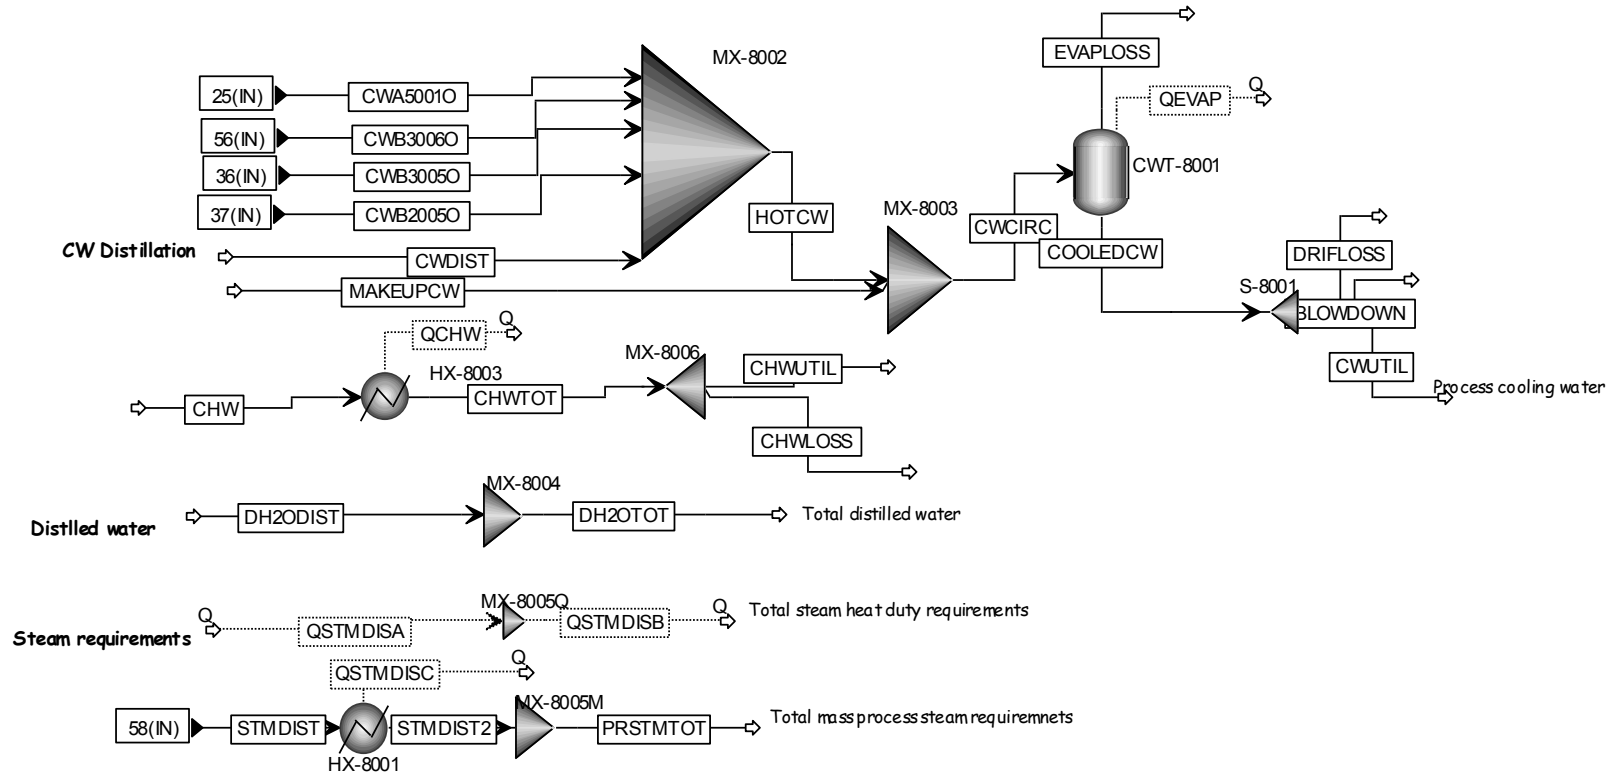 MX-8002
EVAPLOSS
Q
QEVAP
25(IN)
CWA5001O
56(IN)
CWB3006O
36(IN)
CWB3005O
37(IN)
CWB2005O
CWT-8001
HOTCW
MX-8003
CWCIRC
COOLEDCW
DRIFLOSS
CW Distillation
CWDIST
MAKEUPCW
S-8001
BLOWDOWN
CWUTIL
Process cooling water
Q
QCHW
MX-8006
HX-8003
CHWUTIL
CHW
CHWTOT
CHWLOSS
MX-8004
DH2ODIST
DH2OTOT
Total distilled water
Distlled water
Q
MX-8005Q
Q
Total steam heat duty requirements
QSTMDISA
QSTMDISB
Steam requirements
Q
QSTMDISC
MX-8005M
58(IN)
STMDIST
STMDIST2
PRSTMTOT
Total mass process steam requiremnets
HX-8001